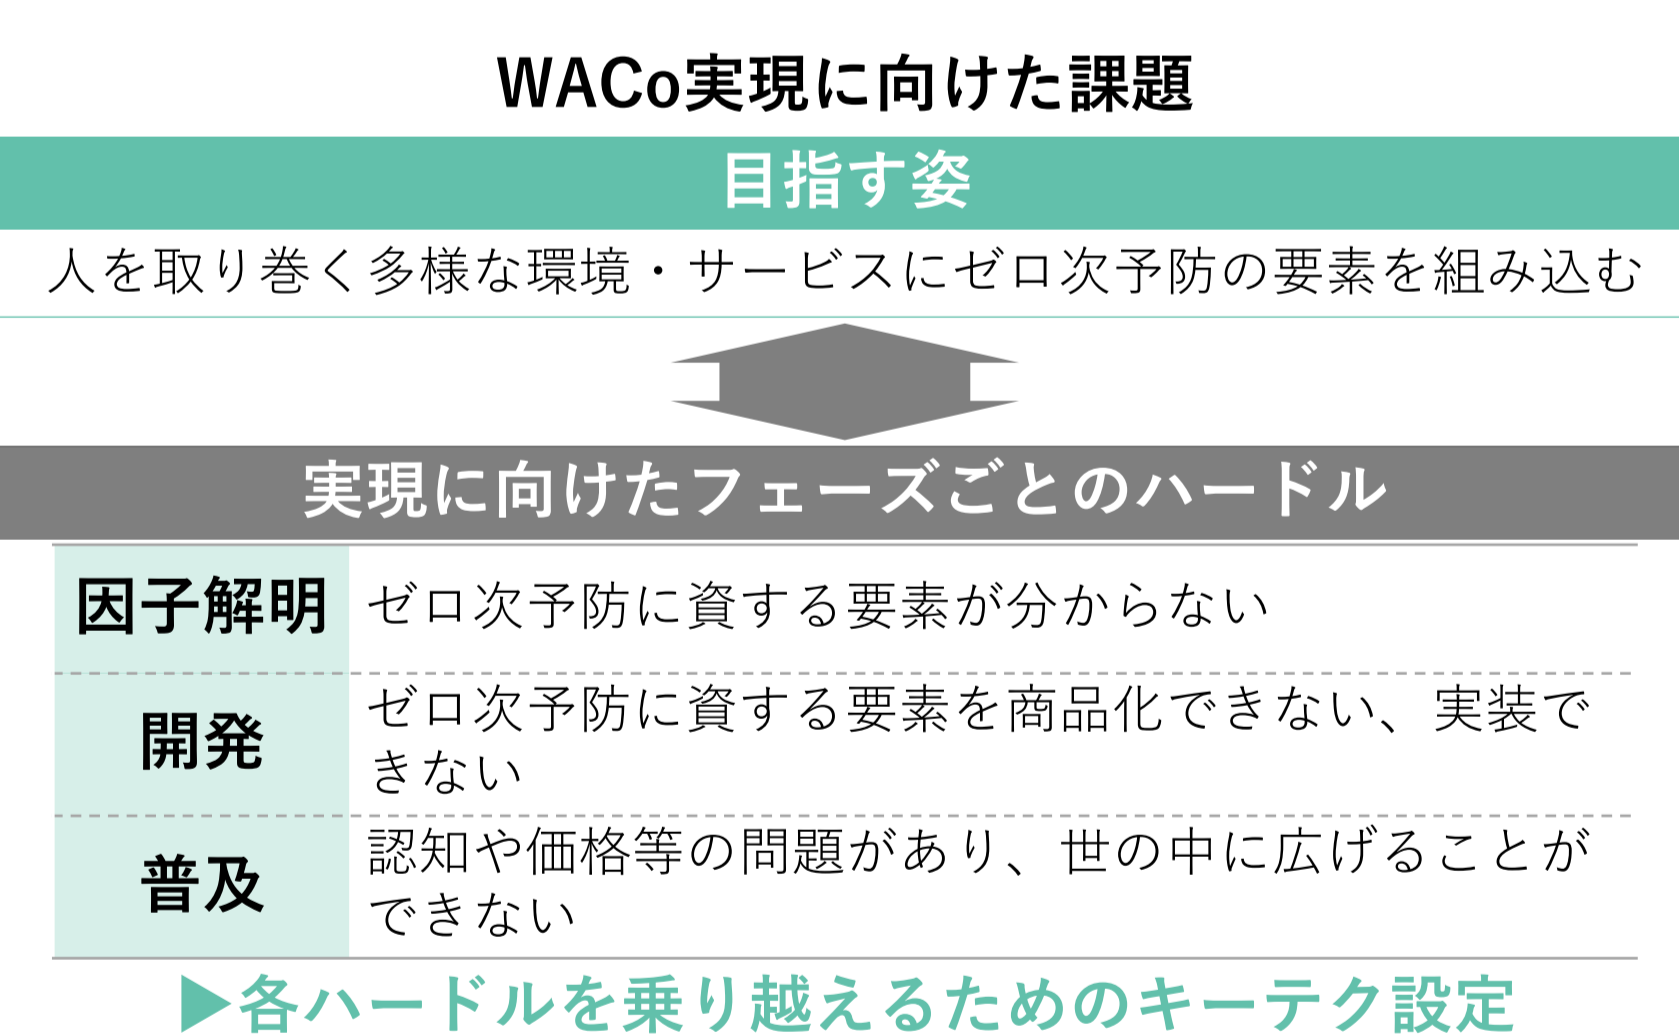 WACo実現に向けた課題
目指す姿
人を取り巻く多様な環境・サービスにゼロ次予防の要素を組み込む
実現に向けたフェーズごとのハードル
因子解明
ゼロ次予防に資する要素が分からない
開発
ゼロ次予防に資する要素を商品化できない、実装で
きない
普及
認知や価格等の問題があり、世の中に広げることが
できない
▶各ハードルを乗り越えるためのキーテク設定